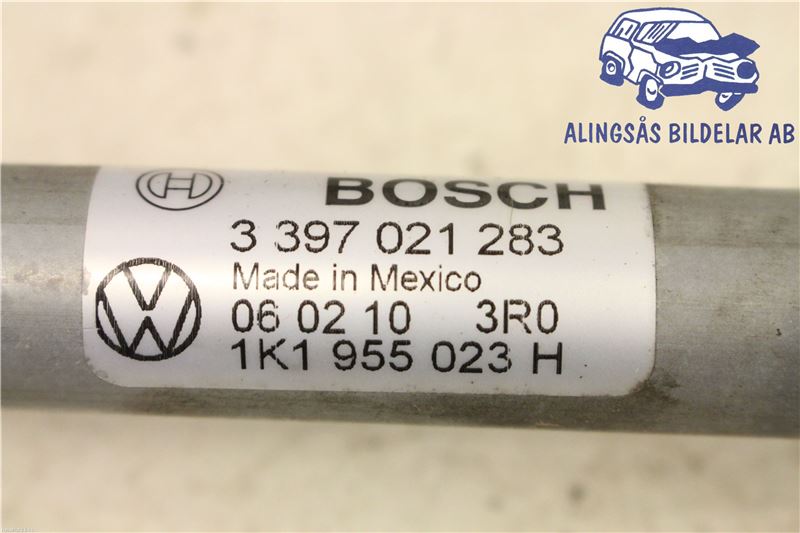 ALINGSÅS BILDELAR AB
BOSCH
3 397 021 283
Made in Mexico
06 02 10 3R0
1K1 955 023 H